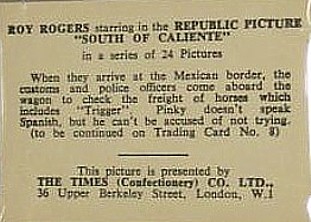 ROY ROGERS starring in the REPUBLIC PICTURE
"SOUTH OF CALIENTE"
in a series of 24 Pictures
When they arrive at the Mexican border, the
customs and police officers come aboard the
wagon to check the freight of horses which
includes "Trigger". Pinky doesn't speak
Spanish, but he can't be accused of not trying.
(to be continued on Trading Card No. 8)
This picture is presented by
THE TIMES (Confectionery) CO. LTD.,
36 Upper Berkeley Street, London, W.1